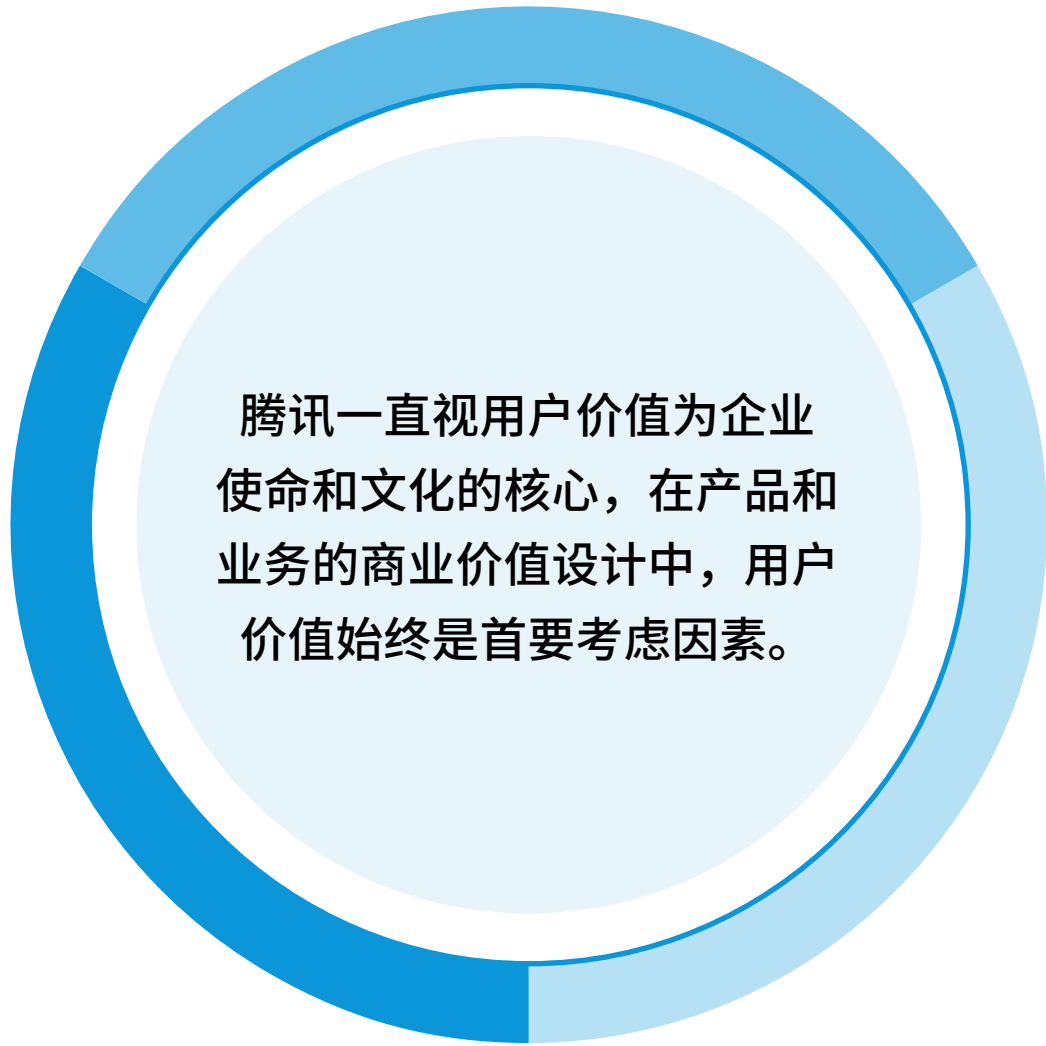 腾讯一直视用户价值为企业
使命和文化的核心，在产品和
业务的商业价值设计中，用户
价值始终是首要考虑因素。